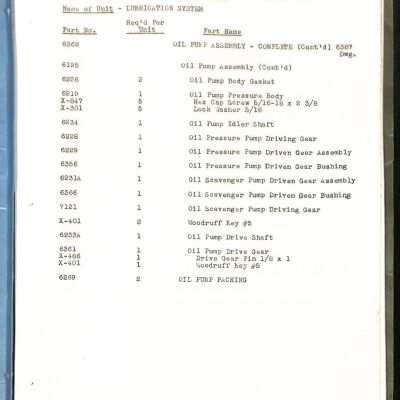 Name of Unit - LUBRICATION SYSTEM
Req'd Per
Part No. Unit Part Name
6369 OIL PUMP ASSEMBLY - COMPLETE (Cont'd) 6387
Dwg.
6195 Oil Pump Assembly (Cont'd)
6226 2 Oil Pump Body Gasket
6219 1 Oil Pump Pressure Body
X-647 5 Hex Cap Screw 5/16-18 x 2 3/8
X-301 5 Lock Washer 5/16
6234 1 Oil Pump Idler Shaft
6228 1 Oil Pressure Pump Driving Gear
6229 1 Oil Pressure Pump Driven Gear Assembly
6356 1 Oil Pressure Pump Driven Gear Bushing
6231A 1 Oil Scavenger Pump Driven Gear Assembly
6366 1 Oil Scavenger Pump Driven Gear Bushing
7121 1 Oil Scavenger Pump Driving Gear
X-401 2 Woodruff Key #5
6233A 1 Oil Pump Drive Shaft
6361 1 Oil Pump Drive Gear
X-486 1 Drive Gear Pin 1/8 x 1
X-401 1 Woodruff Key #5
6269 2 OIL PUMP PACKING